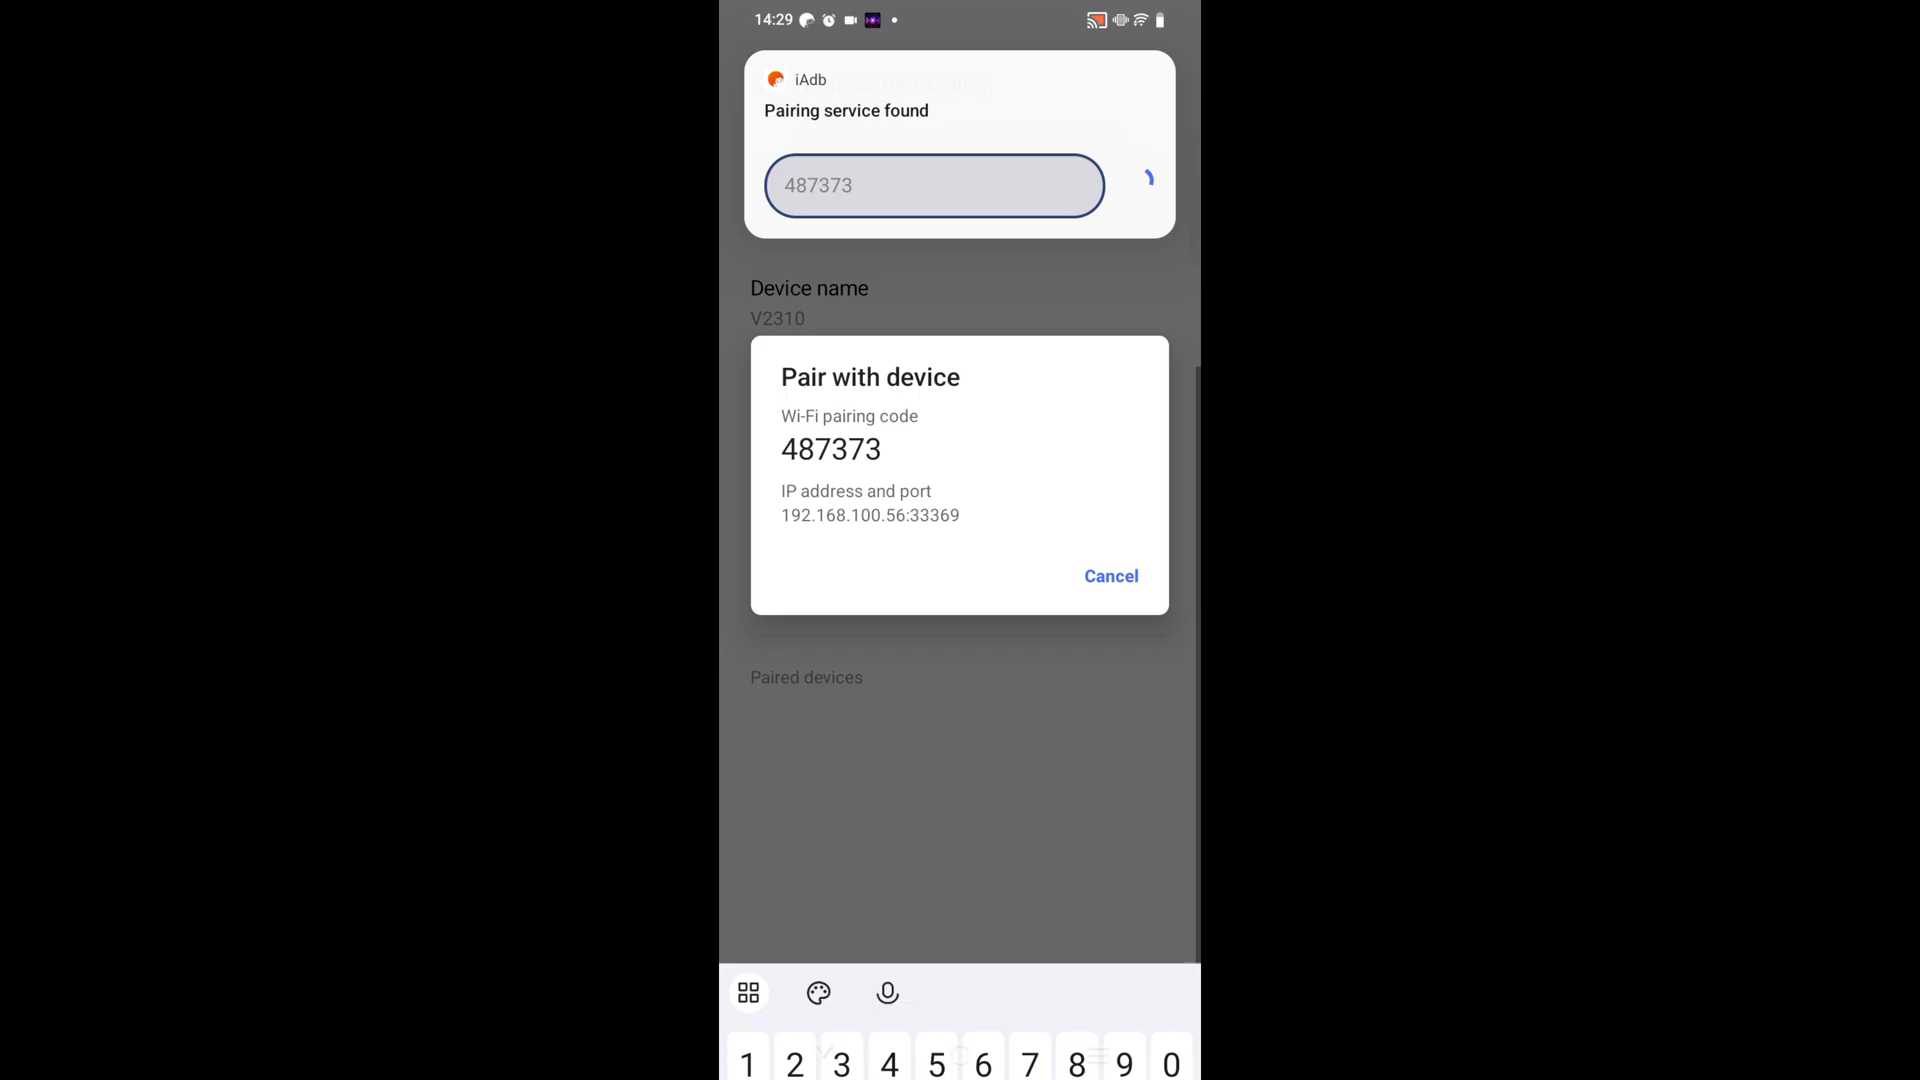 14:29
iAdb
Pairing service found
487373
Device name
V2310
Pair with device
Wi-Fi pairing code
487373
IP address and port
192.168.100.56:33369
Cancel
Paired devices
1 2 3 4 5 6 7 8 9 0